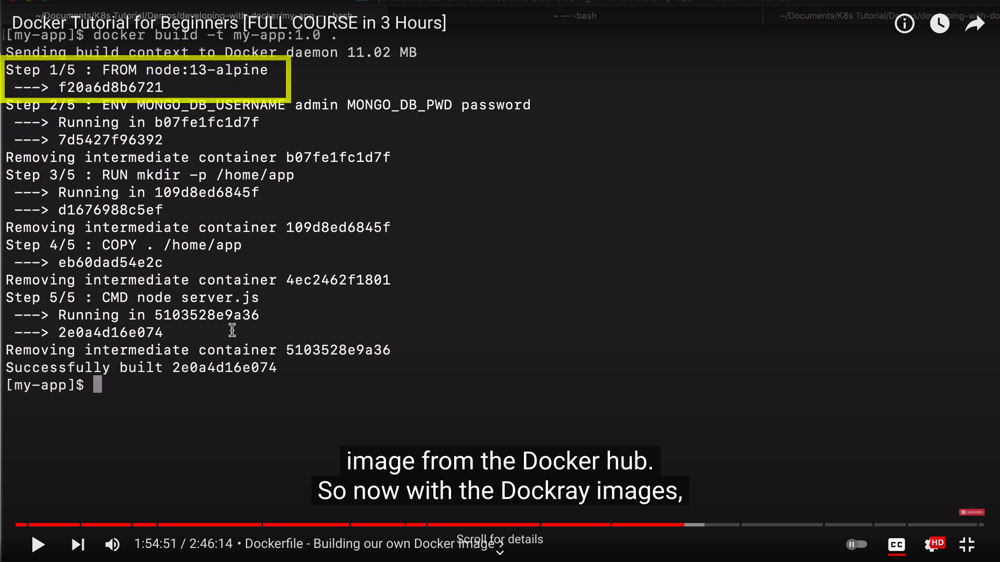 ~/Documents/K8s Tutorial/Demos/developing-with-docker/my-app — -bash
~ — -bash
~/Documents/K8s Tutorial/Demos/developing-with-do
Docker Tutorial for Beginners [FULL COURSE in 3 Hours]
[[my-app]$ docker build -t my-app:1.0 .
Sending build context to Docker daemon 11.02 MB
Step 1/5 : FROM node:13-alpine
---> f20a6d8b6721
Step 2/5 : ENV MONGO_DB_USERNAME admin MONGO_DB_PWD password
---> Running in b07fe1fc1d7f
---> 7d5427f96392
Removing intermediate container b07fe1fc1d7f
Step 3/5 : RUN mkdir -p /home/app
---> Running in 109d8ed6845f
---> d1676988c5ef
Removing intermediate container 109d8ed6845f
Step 4/5 : COPY . /home/app
---> eb60dad54e2c
Removing intermediate container 4ec2462f1801
Step 5/5 : CMD node server.js
---> Running in 5103528e9a36
---> 2e0a4d16e074
Removing intermediate container 5103528e9a36
Successfully built 2e0a4d16e074
[my-app]$
image from the Docker hub.
So now with the Dockray images,
SUBSCRIBE
Scroll for details
1:54:51 / 2:46:14 • Dockerfile - Building our own Docker Image >
CC
HD